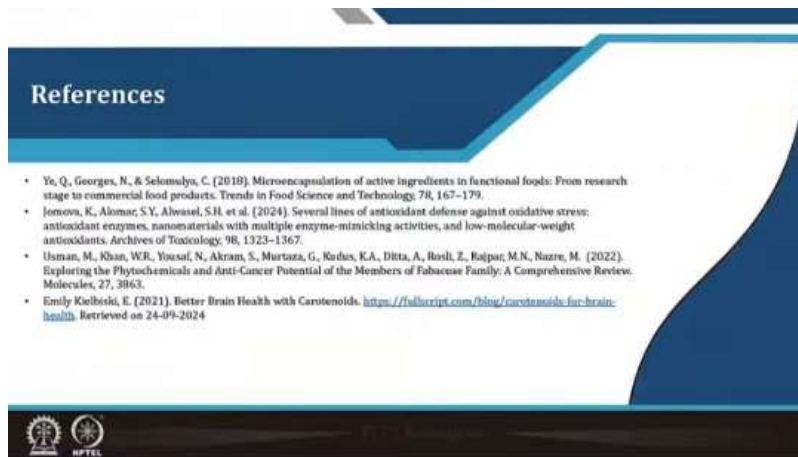 References
• Ye, Q., Georges, N., & Selomulya, C. (2018). Microencapsulation of active ingredients in functional foods: From research
stage to commercial food products. Trends in Food Science and Technology, 78, 167–179.
• Jomova, K., Alomar, S.Y., Alwasel, S.H. et al. (2024). Several lines of antioxidant defense against oxidative stress:
antioxidant enzymes, nanomaterials with multiple enzyme-mimicking activities, and low-molecular-weight
antioxidants. Archives of Toxicology, 98, 1323–1367.
• Usman, M., Khan, W.R., Yousaf, N., Akram, S., Murtaza, G., Kudus, K.A., Ditta, A., Rosli, Z., Rajpar, M.N., Nazre, M. (2022).
Exploring the Phytochemicals and Anti-Cancer Potential of the Members of Fabaceae Family: A Comprehensive Review.
Molecules, 27, 3863.
• Emily Kielbiski, E. (2021). Better Brain Health with Carotenoids. https://fullscript.com/blog/carotenoids-for-brain-
health. Retrieved on 24-09-2024
NPTEL